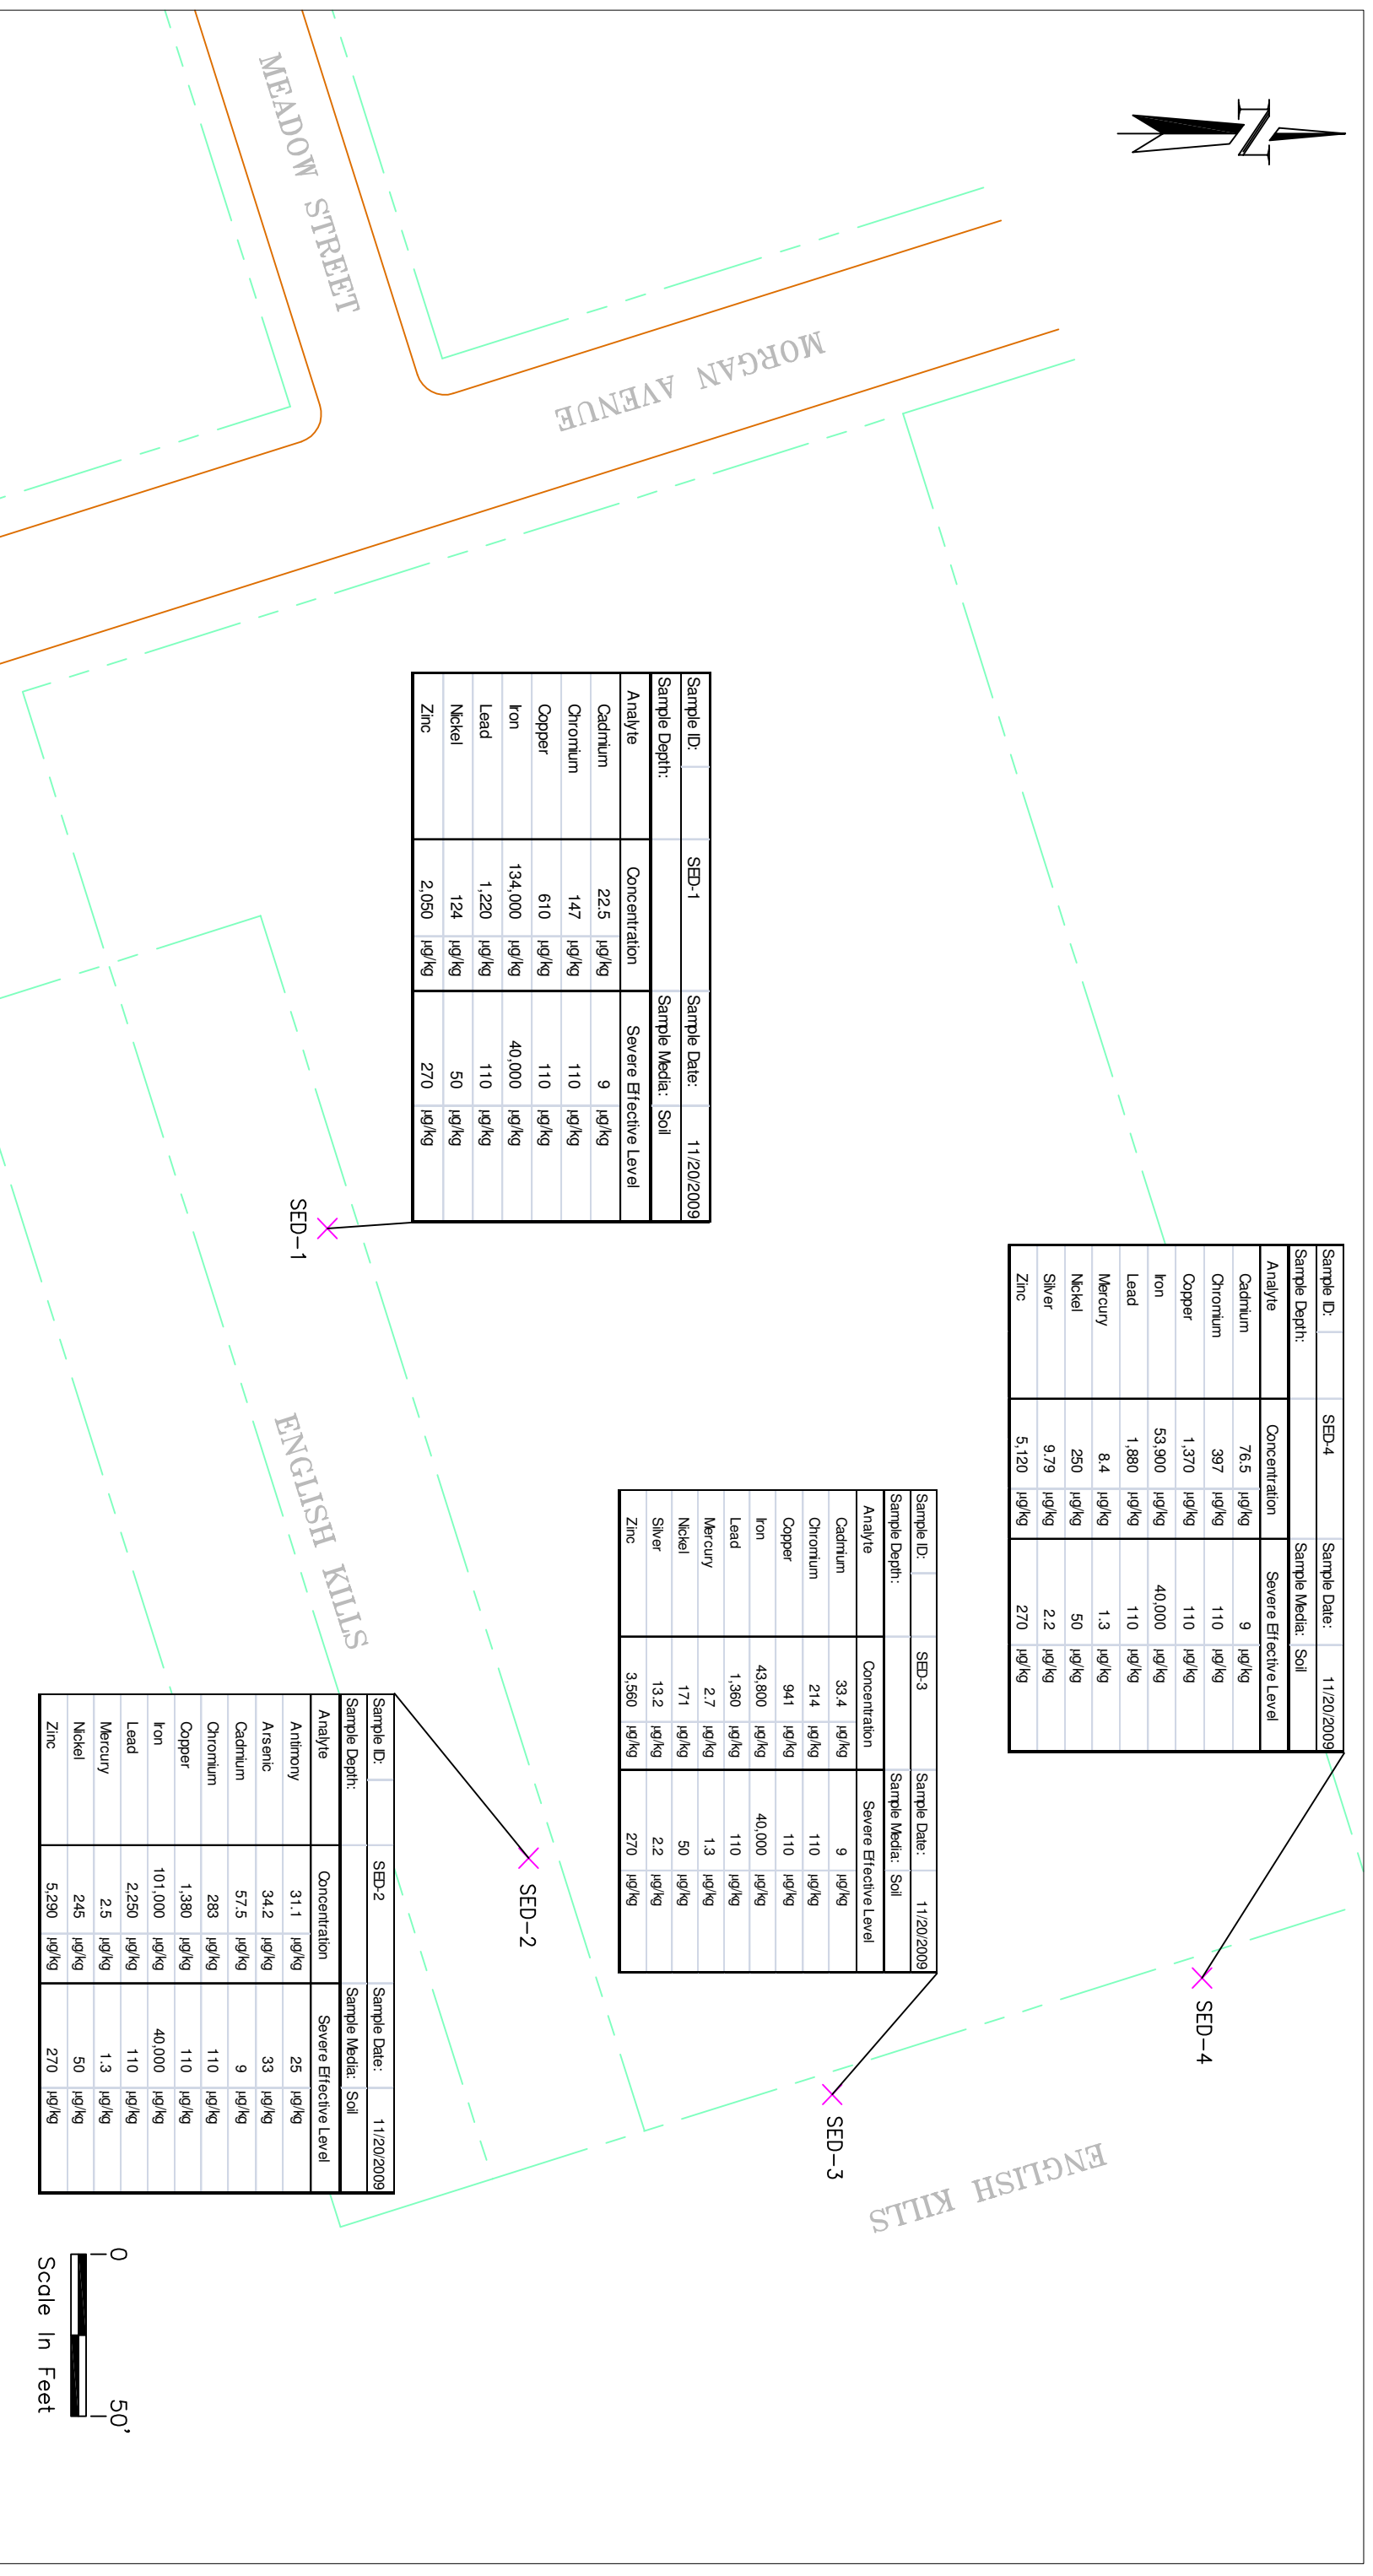 N
MEADOW STREET
MORGAN AVENUE
Sample ID: SED-4 Sample Date: 11/20/2009
Sample Depth: Sample Media: Soil
Analyte Concentration Severe Effective Level
Cadmium 76.5 µg/kg 9 µg/kg
Chromium 397 µg/kg 110 µg/kg
Copper 1,370 µg/kg 110 µg/kg
Iron 53,900 µg/kg 40,000 µg/kg
Lead 1,880 µg/kg 110 µg/kg
Mercury 8.4 µg/kg 1.3 µg/kg
Nickel 250 µg/kg 50 µg/kg
Silver 9.79 µg/kg 2.2 µg/kg
Zinc 5,120 µg/kg 270 µg/kg
SED-4
Sample ID: SED-3 Sample Date: 11/20/2009
Sample Depth: Sample Media: Soil
Analyte Concentration Severe Effective Level
Cadmium 33.4 µg/kg 9 µg/kg
Chromium 214 µg/kg 110 µg/kg
Copper 941 µg/kg 110 µg/kg
Iron 43,800 µg/kg 40,000 µg/kg
Lead 1,360 µg/kg 110 µg/kg
Mercury 2.7 µg/kg 1.3 µg/kg
Nickel 171 µg/kg 50 µg/kg
Silver 13.2 µg/kg 2.2 µg/kg
Zinc 3,560 µg/kg 270 µg/kg
SED-3
ENGLISH KILLS
Sample ID: SED-1 Sample Date: 11/20/2009
Sample Depth: Sample Media: Soil
Analyte Concentration Severe Effective Level
Cadmium 22.5 µg/kg 9 µg/kg
Chromium 147 µg/kg 110 µg/kg
Copper 610 µg/kg 110 µg/kg
Iron 134,000 µg/kg 40,000 µg/kg
Lead 1,220 µg/kg 110 µg/kg
Nickel 124 µg/kg 50 µg/kg
Zinc 2,050 µg/kg 270 µg/kg
SED-1
SED-2
ENGLISH KILLS
Sample ID: SED-2 Sample Date: 11/20/2009
Sample Depth: Sample Media: Soil
Analyte Concentration Severe Effective Level
Antimony 31.1 µg/kg 25 µg/kg
Arsenic 34.2 µg/kg 33 µg/kg
Cadmium 57.5 µg/kg 9 µg/kg
Chromium 283 µg/kg 110 µg/kg
Copper 1,380 µg/kg 110 µg/kg
Iron 101,000 µg/kg 40,000 µg/kg
Lead 2,250 µg/kg 110 µg/kg
Mercury 2.5 µg/kg 1.3 µg/kg
Nickel 245 µg/kg 50 µg/kg
Zinc 5,290 µg/kg 270 µg/kg
0 50'
Scale In Feet